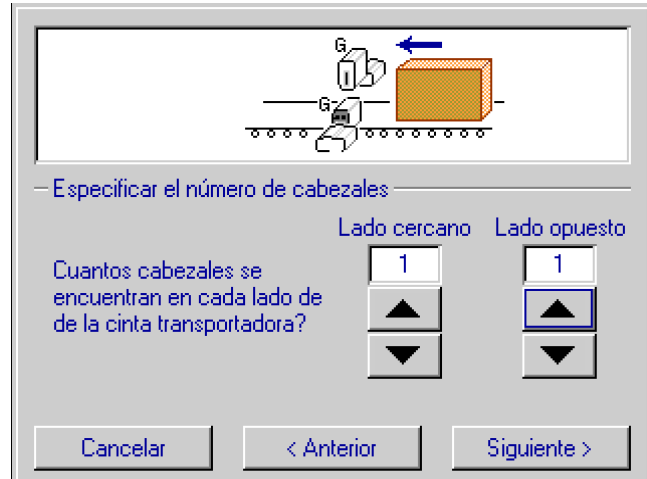 G
G
Especificar el número de cabezales
Lado cercano Lado opuesto
1 1
Cuantos cabezales se
encuentran en cada lado de
de la cinta transportadora?
Cancelar < Anterior Siguiente >